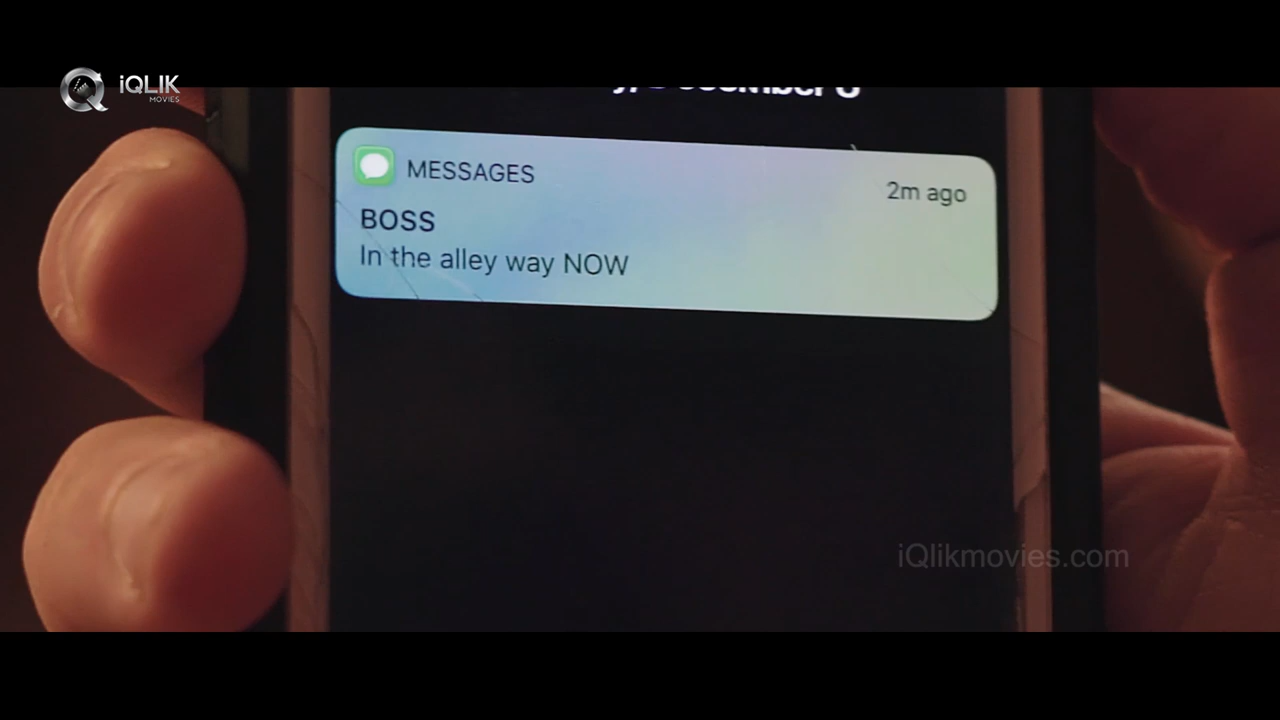 iQLIK
MOVIES
MESSAGES
2m ago
BOSS
In the alley way NOW
iQlikmovies.com